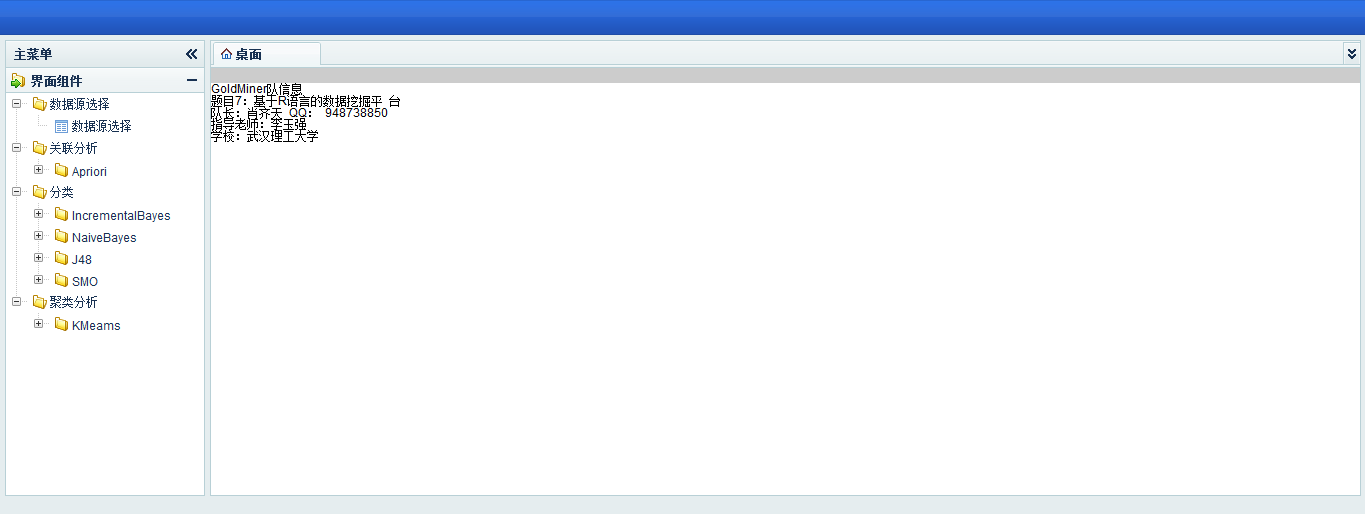 主菜单
界面组件
数据源选择
数据源选择
关联分析
Apriori
分类
IncrementalBayes
NaiveBayes
J48
SMO
聚类分析
KMeams
桌面
GoldMiner队信息
题目7：基于R语言的数据挖掘平 台
队长：肖齐天 QQ： 948738850
指导老师：李玉强
学校：武汉理工大学